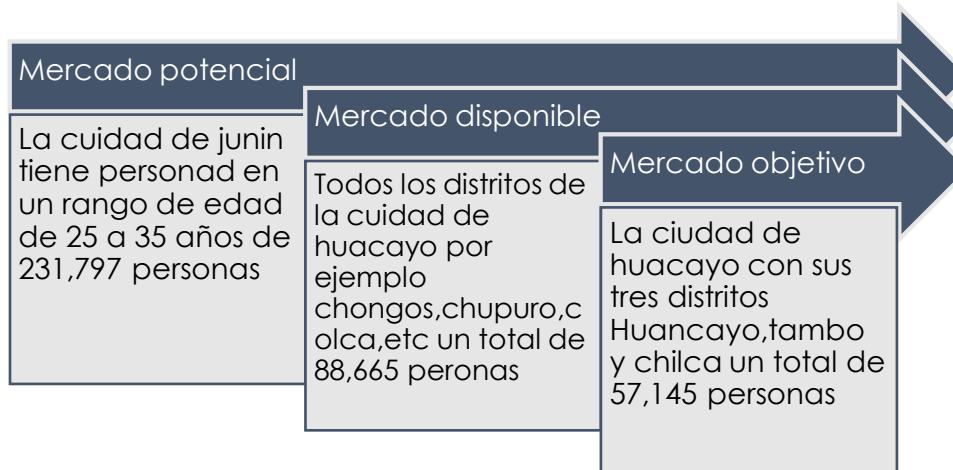 Mercado potencial
La cuidad de junin
tiene personad en
un rango de edad
de 25 a 35 años de
231,797 personas
Mercado disponible
Todos los distritos de
la cuidad de
huacayo por
ejemplo
chongos,chupuro,c
olca,etc un total de
88,665 peronas
Mercado objetivo
La ciudad de
huacayo con sus
tres distritos
Huancayo,tambo
y chilca un total de
57,145 personas